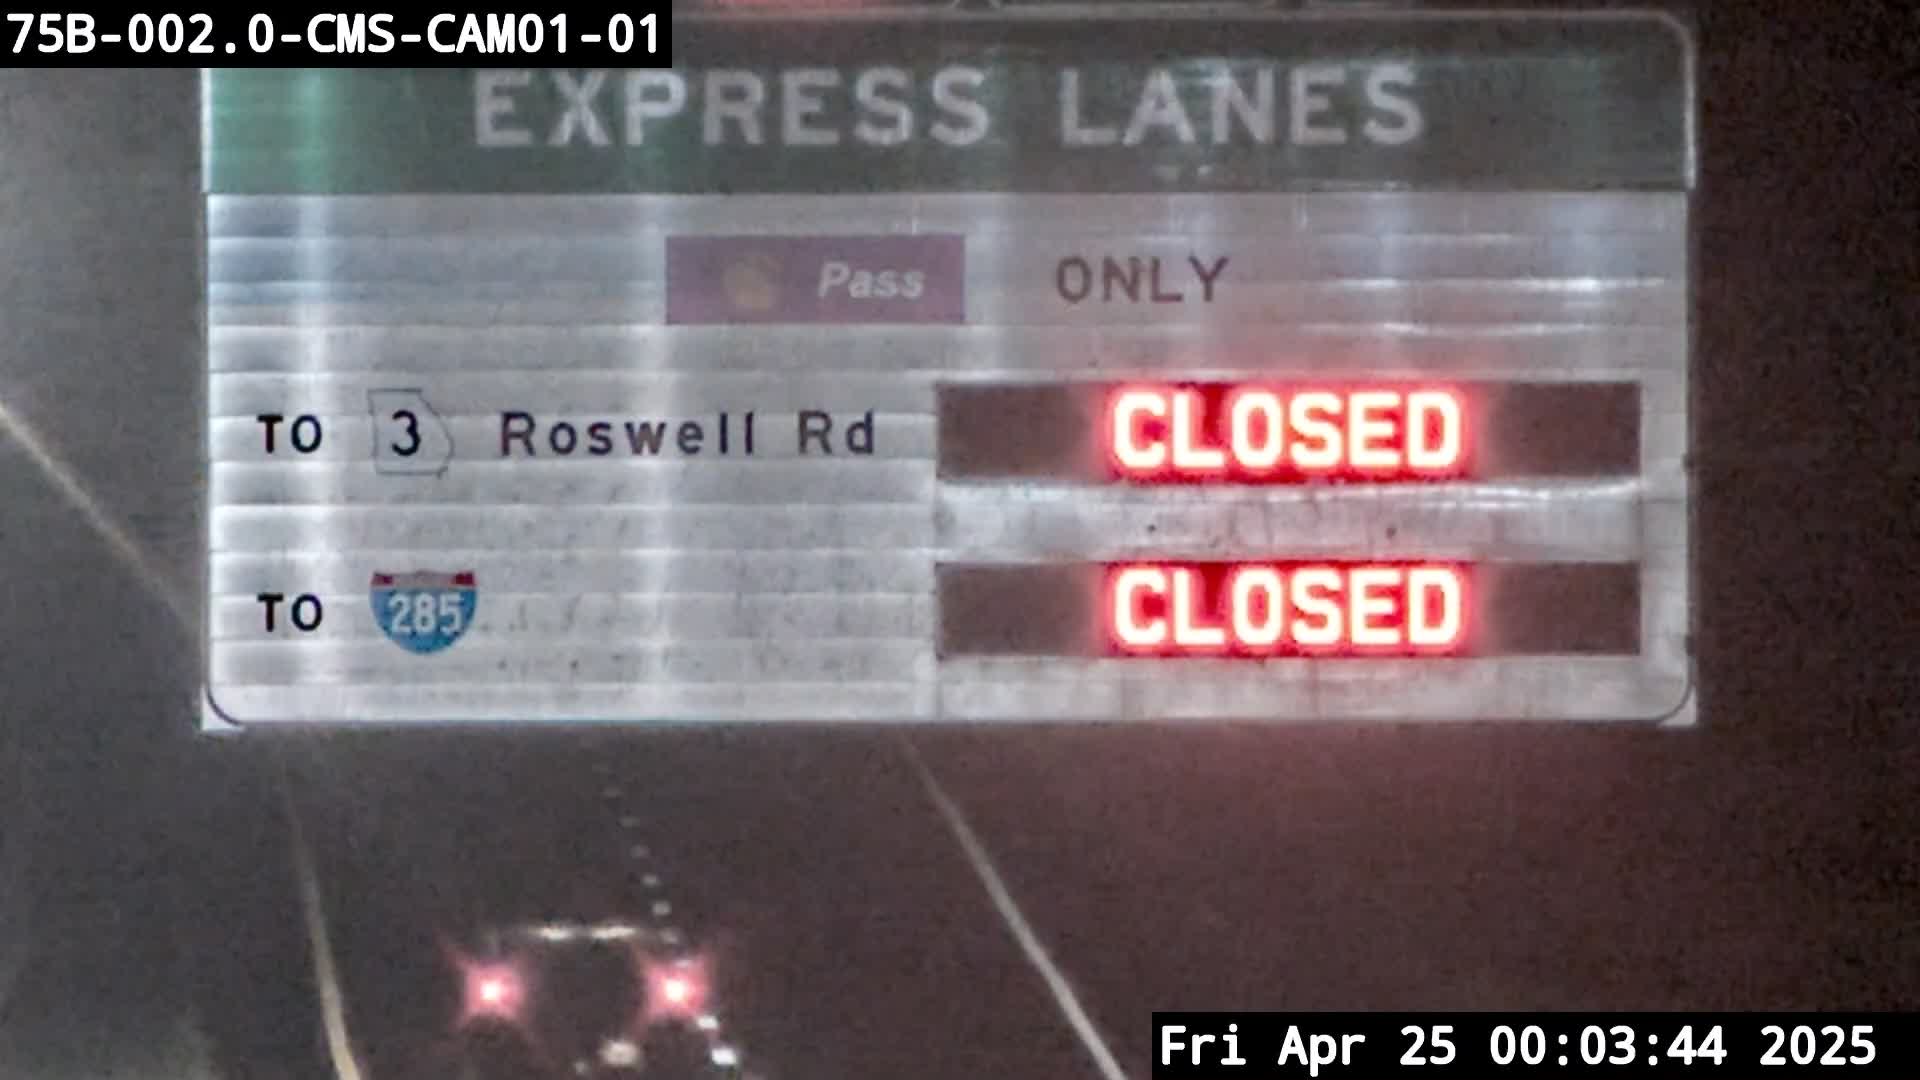 75B-002.0-CMS-CAM01-01
EXPRESS LANES
Pass ONLY
TO 3 Roswell Rd CLOSED
TO 285 CLOSED
Fri Apr 25 00:03:44 2025